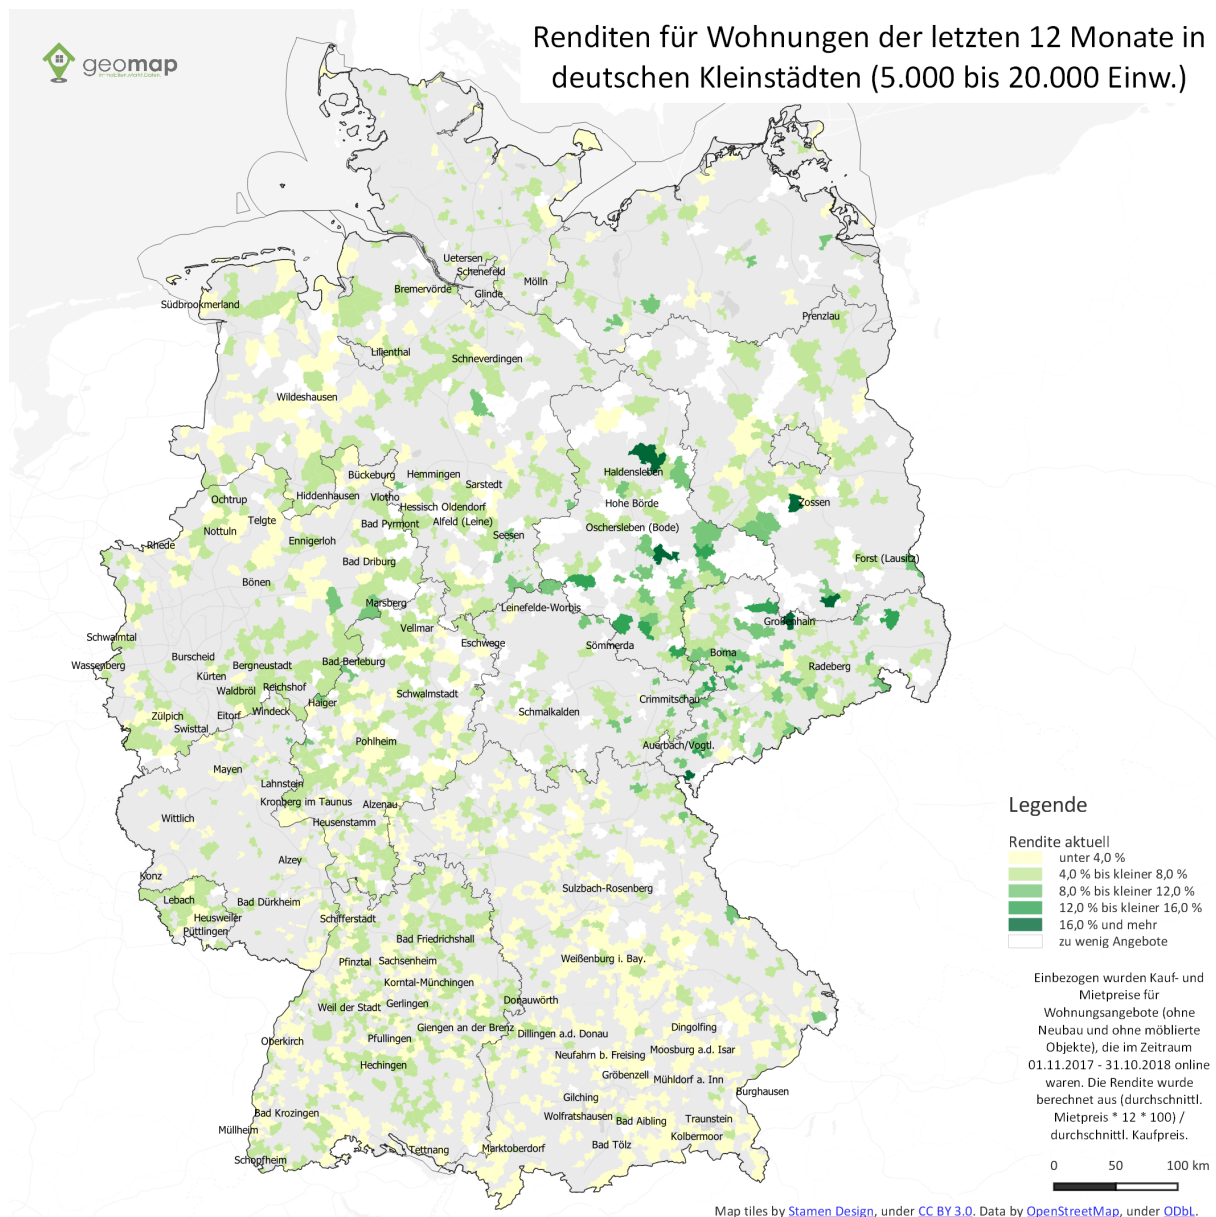 Renditen für Wohnungen der letzten 12 Monate in
deutschen Kleinstädten (5.000 bis 20.000 Einw.)
geomap
Uetersen
Schenefeld
Mölln
Bremervörde
Glinde
Südbrookmerland
Prenzlau
Lilienthal
Schneverdingen
Wildeshausen
Haldensleben
Bückeburg
Hemmingen
Sarstedt
Ochtrup
Hiddenhausen
Vlotho
Hohe Börde
Zossen
Hessisch Oldendorf
Telgte
Bad Pyrmont
Alfeld (Leine)
Oschersleben (Bode)
Nottuln
Seesen
Rhede
Ennigerloh
Bad Driburg
Forst (Lausitz)
Bönen
Marsberg
Leinefelde-Worbis
Großenhain
Vellmar
Schwalmtal
Eschwege
Sömmerda
Burscheid
Borna
Wassenberg
Bergneustadt
Bad Berleburg
Radeberg
Kürten
Waldbröl
Reichshof
Schwalmstadt
Haiger
Crimmitschau
Zülpich
Eitorf
Windeck
Schmalkalden
Swisttal
Pohlheim
Auerbach/Vogtl.
Mayen
Lahnstein
Kronberg im Taunus
Alzenau
Wittlich
Heusenstamm
Alzey
Konz
Sulzbach-Rosenberg
Lebach
Bad Dürkheim
Heusweiler
Schifferstadt
Püttlingen
Bad Friedrichshall
Pfinztal
Sachsenheim
Weißenburg i. Bay.
Korntal-Münchingen
Weil der Stadt
Gerlingen
Donauwörth
Giengen an der Brenz
Dillingen a.d. Donau
Dingolfing
Oberkirch
Pfullingen
Neufahrn b. Freising
Moosburg a.d. Isar
Hechingen
Gröbenzell
Mühldorf a. Inn
Burghausen
Gilching
Bad Krozingen
Wolfratshausen
Bad Aibling
Traunstein
Müllheim
Kolbermoor
Tettnang
Marktoberdorf
Bad Tölz
Schopfheim
Legende
Rendite aktuell
unter 4,0 %
4,0 % bis kleiner 8,0 %
8,0 % bis kleiner 12,0 %
12,0 % bis kleiner 16,0 %
16,0 % und mehr
zu wenig Angebote
Einbezogen wurden Kauf- und
Mietpreise für
Wohnungsangebote (ohne
Neubau und ohne möblierte
Objekte), die im Zeitraum
01.11.2017 - 31.10.2018 online
waren. Die Rendite wurde
berechnet aus (durchschnittl.
Mietpreis * 12 * 100) /
durchschnittl. Kaufpreis.
0 50 100 km
Map tiles by Stamen Design, under CC BY 3.0. Data by OpenStreetMap, under ODbL.